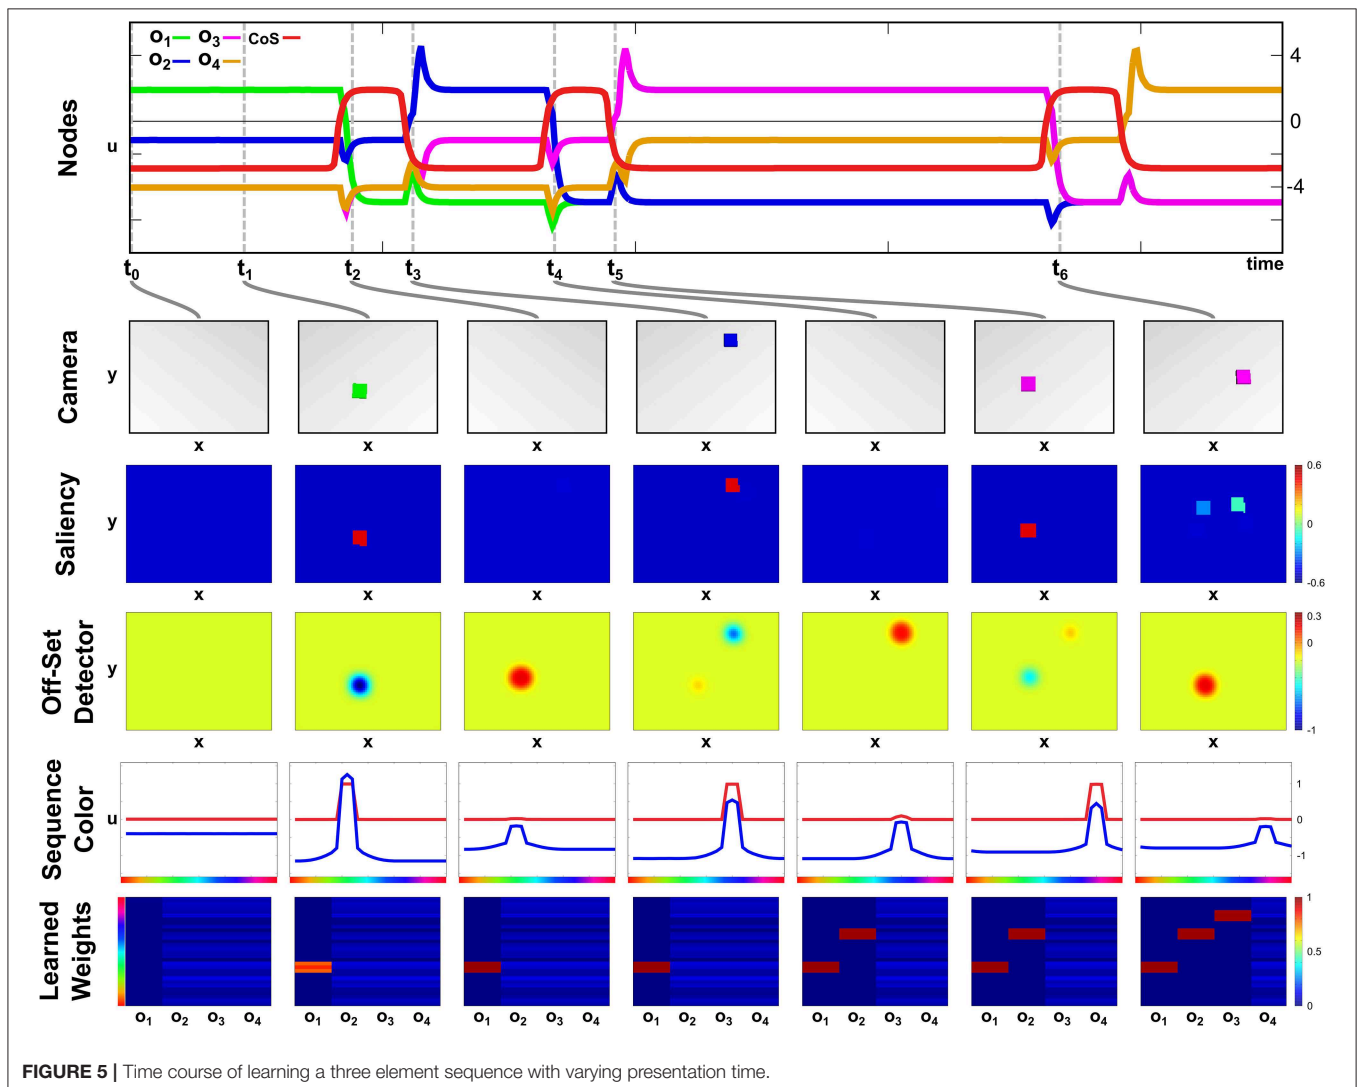 O1 O3 CoS
O2 O4
Nodes
u
4
0
-4
t0 t1 t2 t3 t4 t5 t6 time
Camera
y
x x x x x x x
Saliency
y
0.6
0
-0.6
x x x x x x x
Off-Set
Detector
y
0.3
0
-1
x x x x x x x
Sequence
Color
u
1
0
-1
Learned
Weights
1
0.5
0
O1 O2 O3 O4 O1 O2 O3 O4 O1 O2 O3 O4 O1 O2 O3 O4 O1 O2 O3 O4 O1 O2 O3 O4 O1 O2 O3 O4
FIGURE 5 | Time course of learning a three element sequence with varying presentation time.